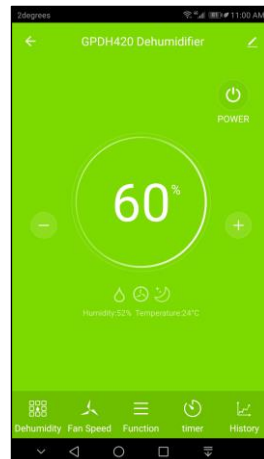 2degrees 11:00 AM
GPDH420 Dehumidifier
POWER
60%
Humidity:52% Temperature:24°C
Dehumidity Fan Speed Function timer History